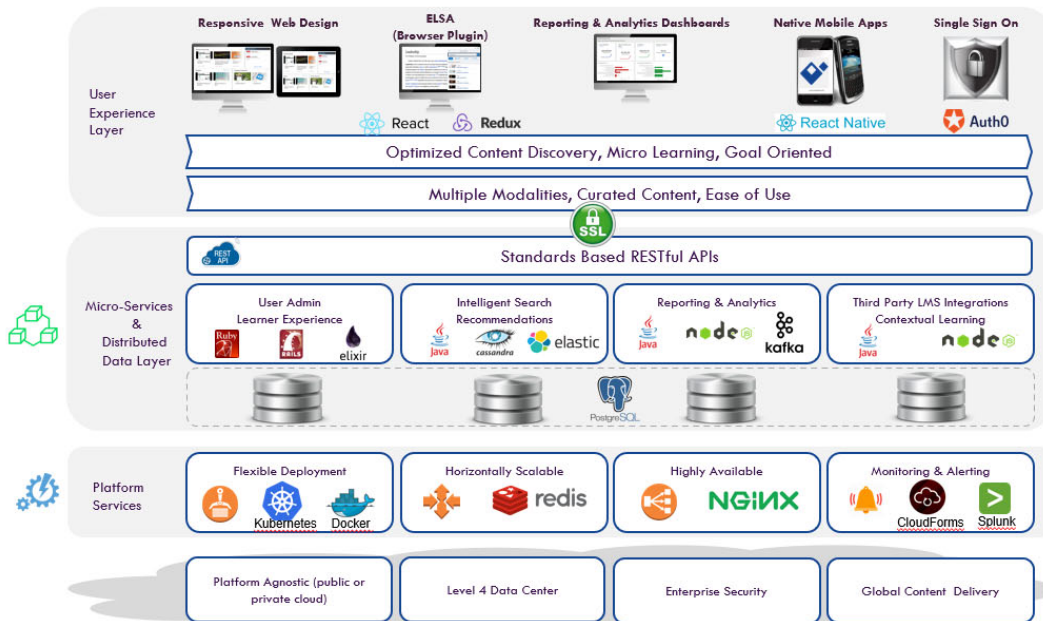 Responsive Web Design
ELSA
(Browser Plugin)
Reporting & Analytics Dashboards
Native Mobile Apps
Single Sign On
User
Experience
Layer
React
Redux
React Native
Auth0
Optimized Content Discovery, Micro Learning, Goal Oriented
Multiple Modalities, Curated Content, Ease of Use
SSL
REST
API
Standards Based RESTful APIs
Micro-Services
&
Distributed
Data Layer
User Admin
Learner Experience
Ruby
RAILS
elixir
Intelligent Search
Recommendations
Java
cassandra
elastic
Reporting & Analytics
Java
node
JS
kafka
Third Party LMS Integrations
Contextual Learning
Java
node
JS
PostgreSQL
Platform
Services
Flexible Deployment
Kubernetes
Docker
Horizontally Scalable
redis
Highly Available
NGINX
Monitoring & Alerting
CloudForms
Splunk
Platform Agnostic (public or
private cloud)
Level 4 Data Center
Enterprise Security
Global Content Delivery